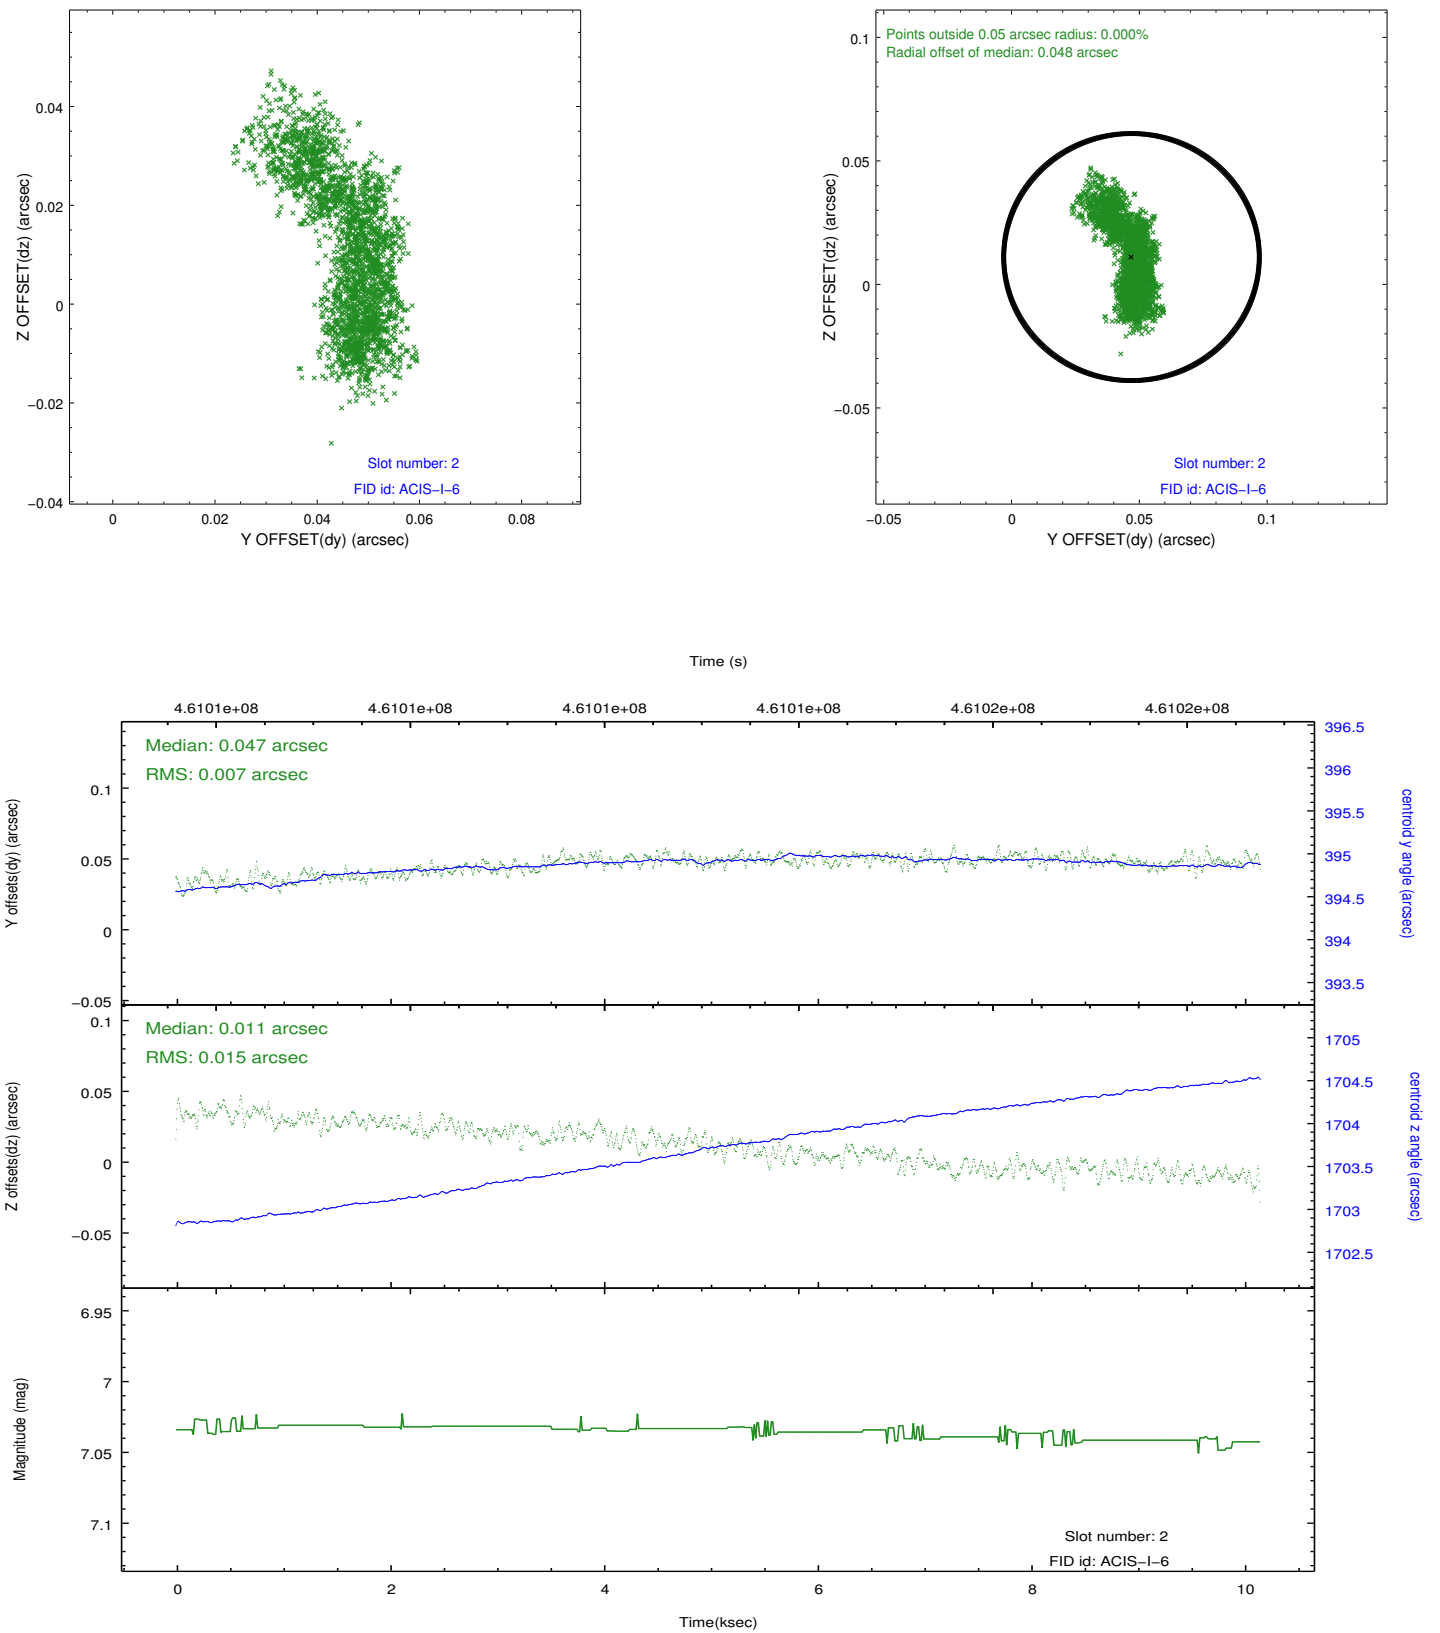 0.04
0.02
0
−0.02
−0.04
Z OFFSET(dz) (arcsec)
Slot number: 2
FID id: ACIS−I−6
0 0.02 0.04 0.06 0.08
Y OFFSET(dy) (arcsec)
Points outside 0.05 arcsec radius: 0.000%
Radial offset of median: 0.048 arcsec
0.1
0.05
0
−0.05
Z OFFSET(dz) (arcsec)
Slot number: 2
FID id: ACIS−I−6
−0.05 0 0.05 0.1
Y OFFSET(dy) (arcsec)
Time (s)
4.6101e+08 4.6101e+08 4.6101e+08 4.6101e+08 4.6102e+08 4.6102e+08
Median: 0.047 arcsec
RMS: 0.007 arcsec
0.1
0.05
0
−0.05
Y offsets(dy) (arcsec)
396.5
396
395.5
395
394.5
394
393.5
centroid y angle (arcsec)
Median: 0.011 arcsec
RMS: 0.015 arcsec
0.1
0.05
0
−0.05
Z offsets(dz) (arcsec)
1705
1704.5
1704
1703.5
1703
1702.5
centroid z angle (arcsec)
6.95
7
7.05
7.1
Magnitude (mag)
Slot number: 2
FID id: ACIS−I−6
0 2 4 6 8 10
Time(ksec)